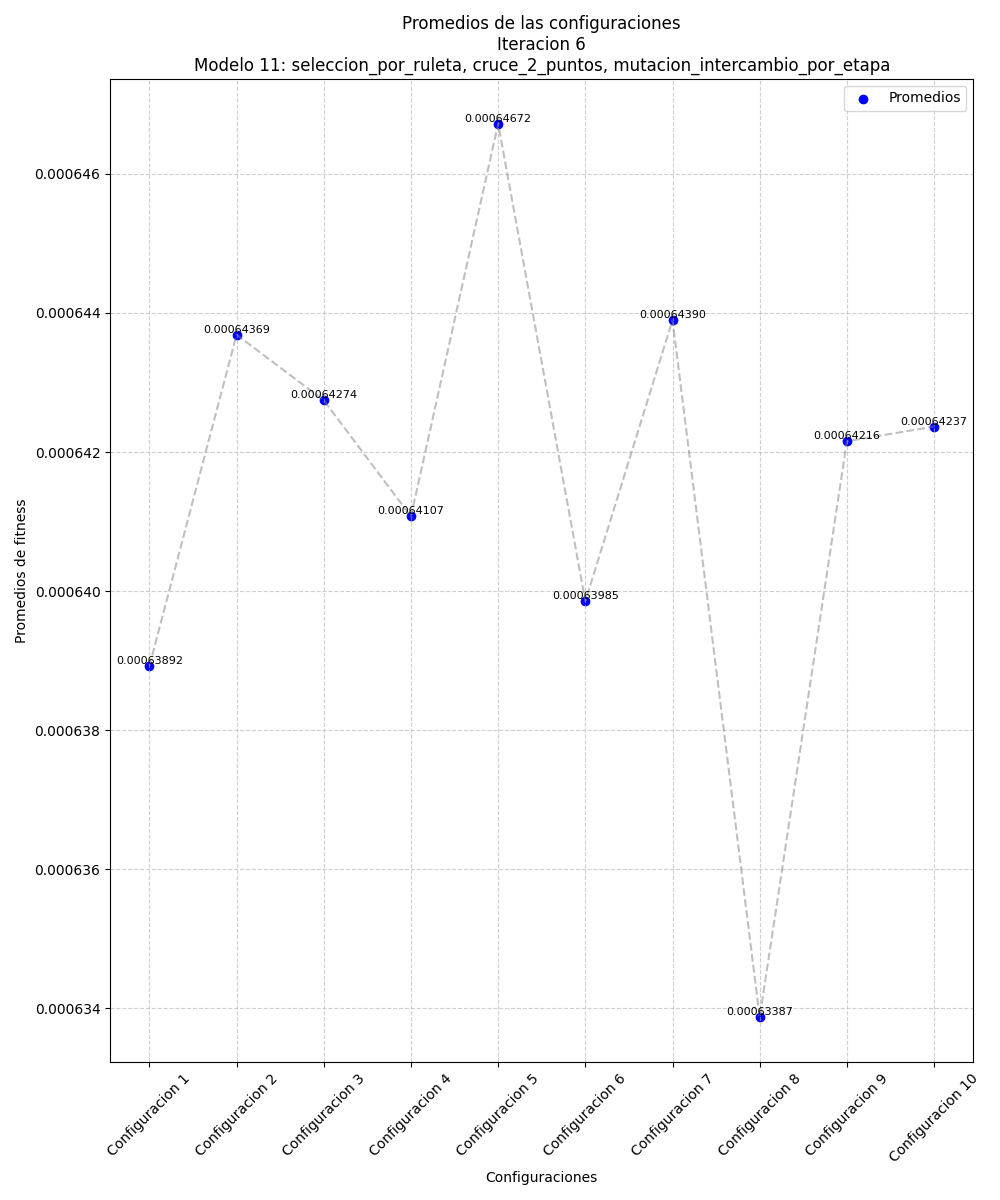 Promedios de las configuraciones
Iteracion 6
Modelo 11: seleccion_por_ruleta, cruce_2_puntos, mutacion_intercambio_por_etapa
Promedios
0.00064672
0.000646
0.000644
0.00064390
0.00064369
0.00064274
0.00064237
0.00064216
0.000642
0.00064107
0.000640
0.00063985
0.00063892
0.000638
0.000636
0.000634
0.00063387
Promedios de fitness
Configuracion 1
Configuracion 2
Configuracion 3
Configuracion 4
Configuracion 5
Configuracion 6
Configuracion 7
Configuracion 8
Configuracion 9
Configuracion 10
Configuraciones